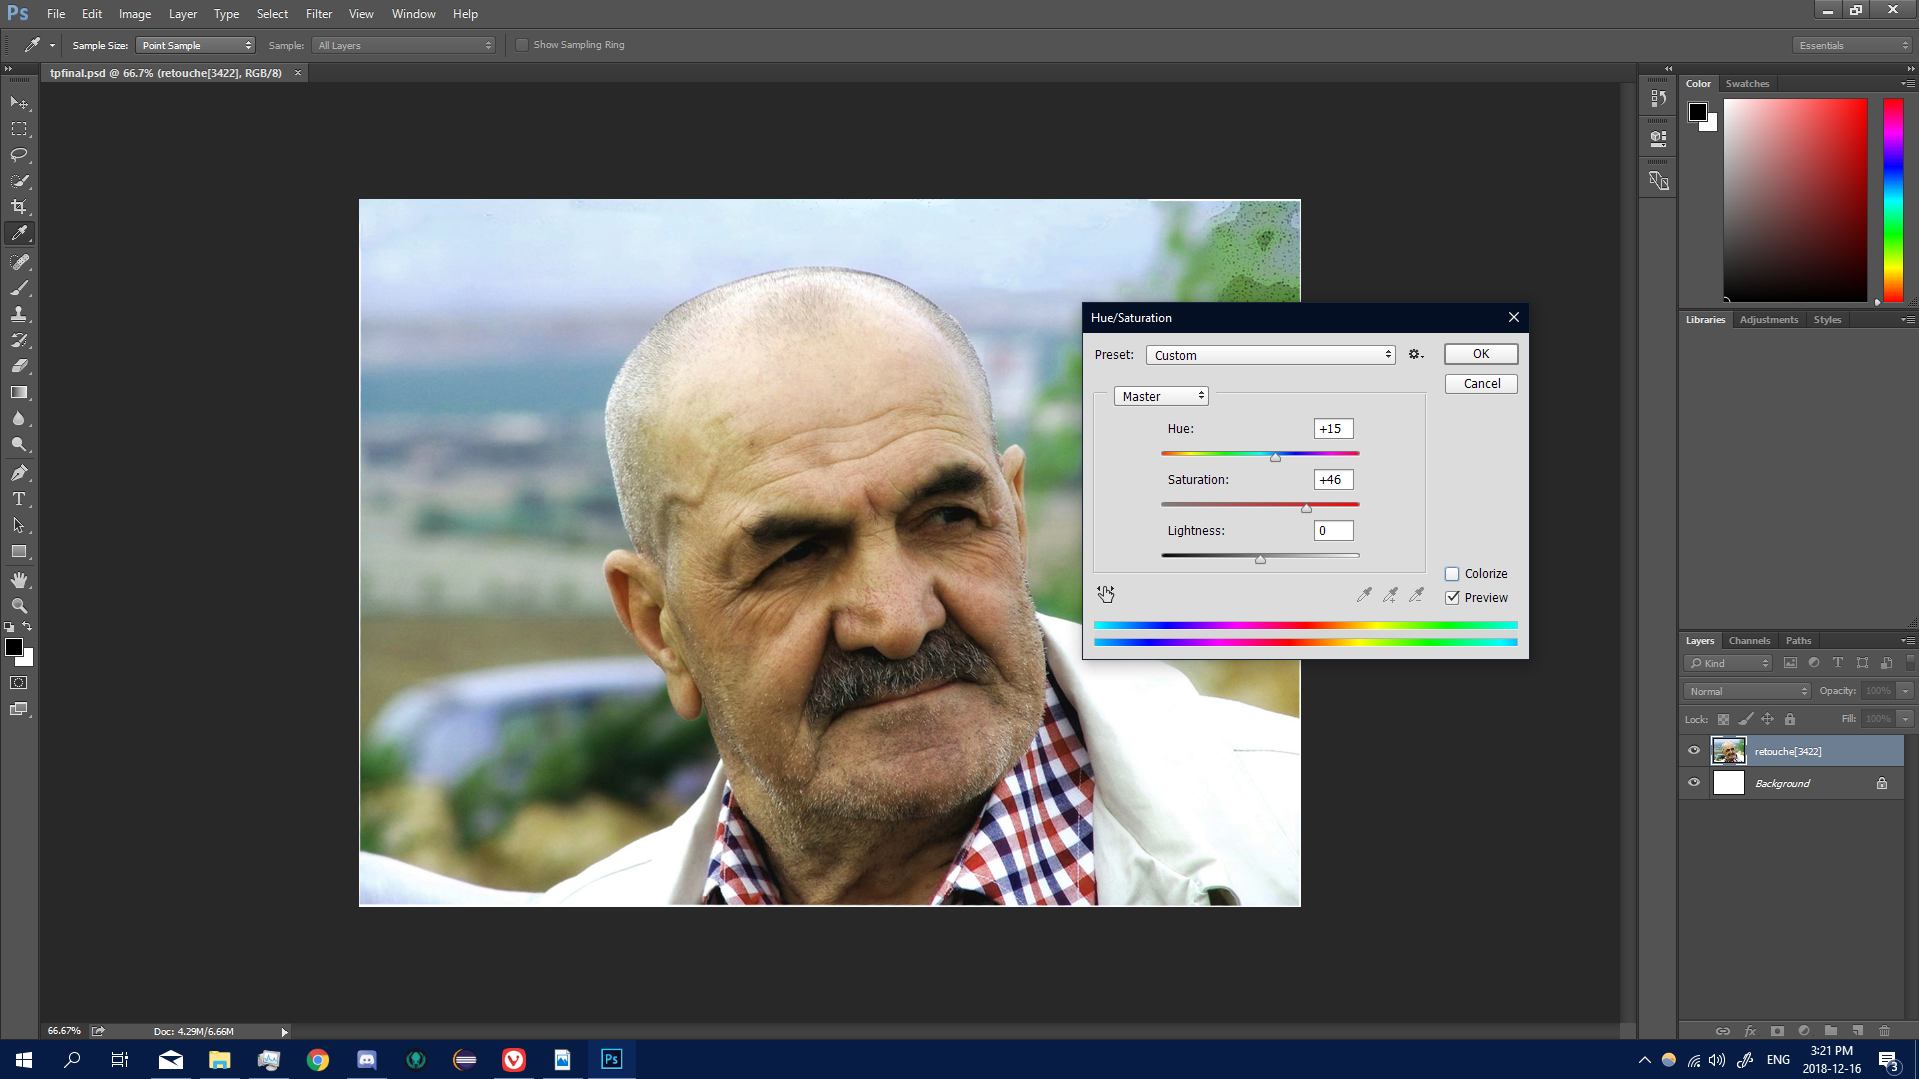 Ps File Edit Image Layer Type Select Filter View Window Help
Sample Size: Point Sample Sample: All Layers Show Sampling Ring Essentials
tpfinal.psd @ 66.7% (retouche[3422], RGB/8) ×
Color Swatches
Hue/Saturation
Preset: Custom OK
Cancel
Master
Hue: +15
Saturation: +46
Lightness: 0
Colorize
Preview
Libraries Adjustments Styles
Layers Channels Paths
Kind
Normal Opacity: 100%
Lock: Fill: 100%
retouche[3422]
Background
66.67% Doc: 4.29M/6.66M
Ps ENG 3:21 PM
2018-12-16
3